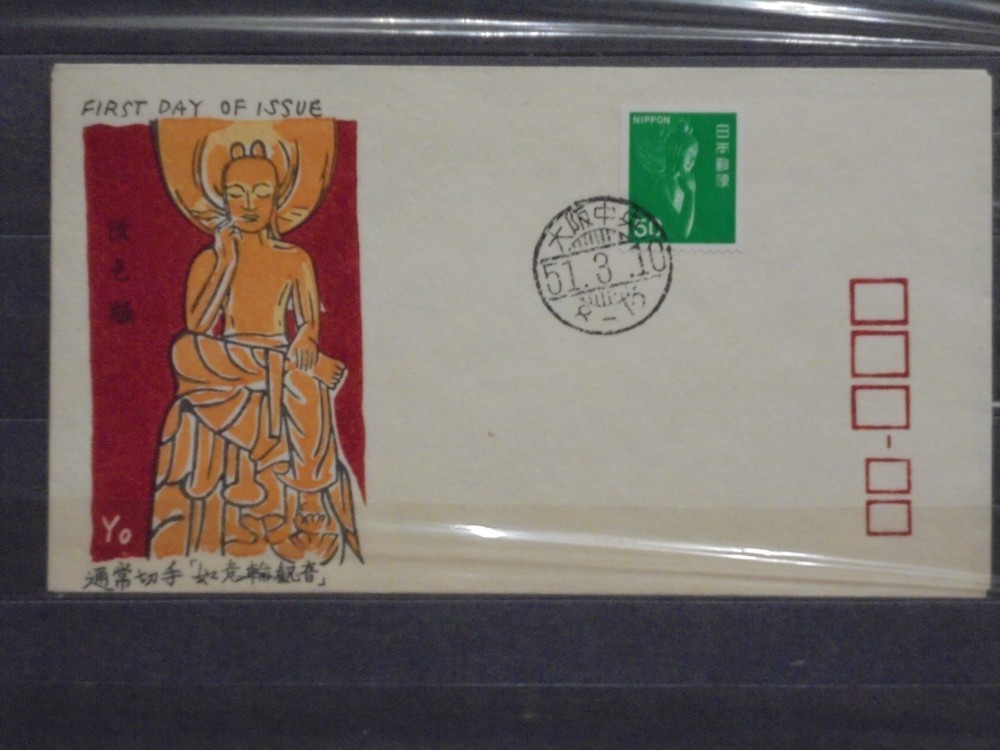 FIRST DAY OF ISSUE
NIPPON
日本郵便
50
大阪中央
51.3.10
Yo
通常切手「如意輪観音」